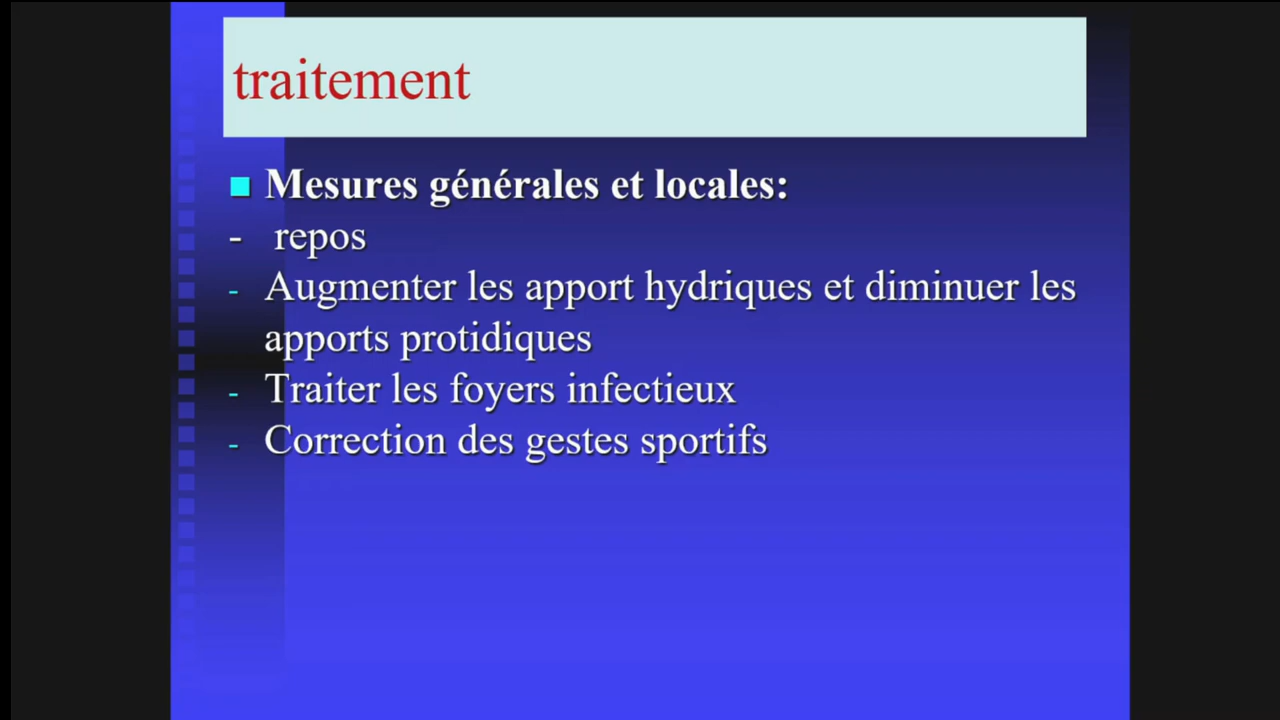 traitement
Mesures générales et locales:
- repos
- Augmenter les apport hydriques et diminuer les
apports protidiques
- Traiter les foyers infectieux
- Correction des gestes sportifs